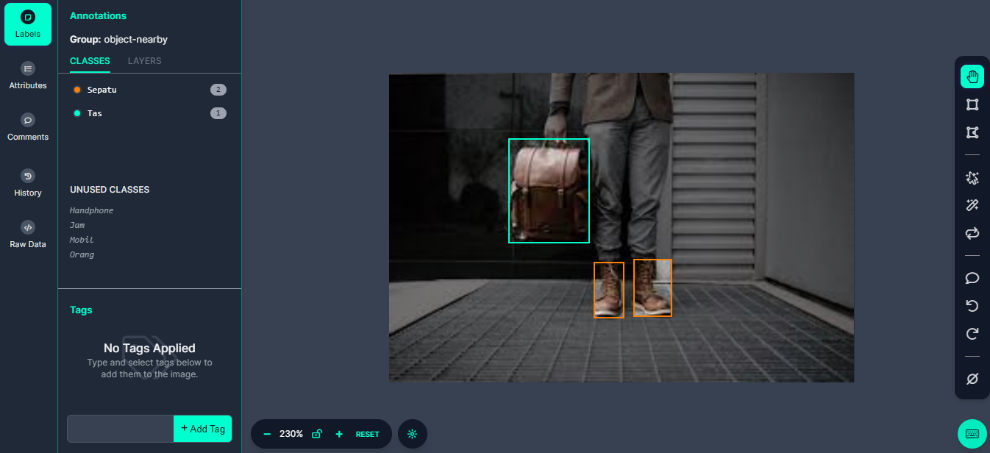 Labels
Attributes
Comments
History
Raw Data
Annotations
Group: object-nearby
CLASSES LAYERS
Sepatu 2
Tas 1
UNUSED CLASSES
Handphone
Jam
Mobil
Orang
Tags
No Tags Applied
Type and select tags below to
add them to the image.
+ Add Tag
230% RESET